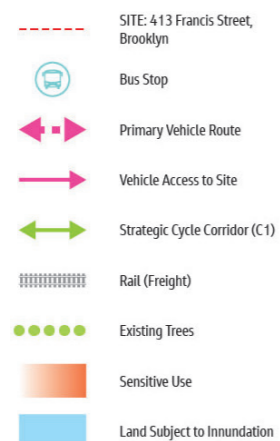 SITE: 413 Francis Street,
Brooklyn
Bus Stop
Primary Vehicle Route
Vehicle Access to Site
Strategic Cycle Corridor (C1)
Rail (Freight)
Existing Trees
Sensitive Use
Land Subject to Innundation